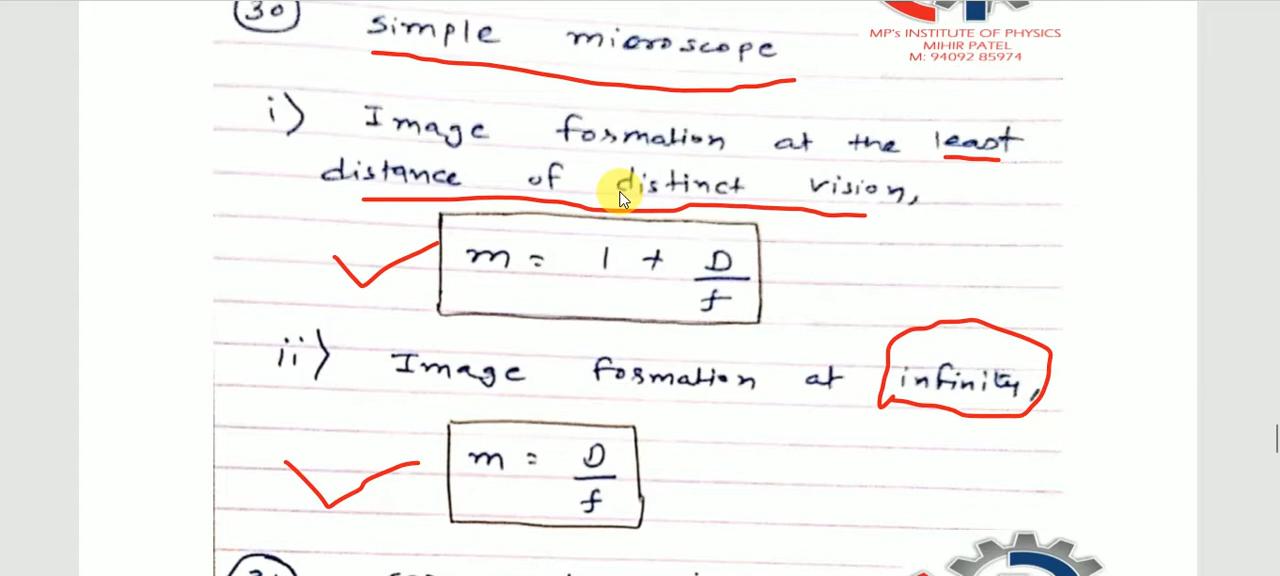 30
Simple microscope
MP's INSTITUTE OF PHYSICS
MIHIR PATEL
M: 94092 85974
i) Image formation at the least
distance of distinct vision,
m = 1 + D/f
ii) Image formation at infinity,
m = D/f